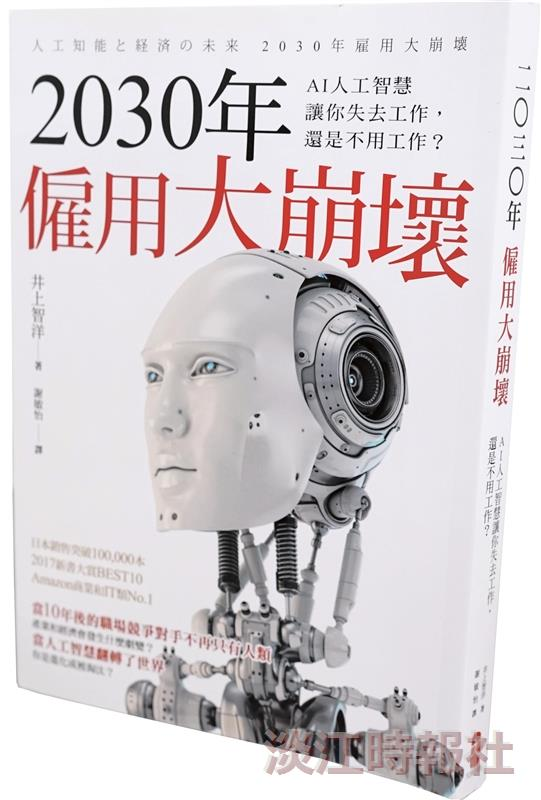 人工知能と経済の未来 2030年雇用大崩壊
2030年
AI人工智慧
讓你失去工作，
還是不用工作？
僱用大崩壞
井上智洋─著
謝敏怡─譯
日本銷售突破100,000本
2017新書大賞BEST10
Amazon商業和IT類No.1
當10年後的職場競爭對手不再只有人類
產業和經濟會發生什麼劇變？
當人工智慧翻轉了世界
你是進化或被淘汰？
二〇三〇年
僱用大崩壞
AI人工智慧讓你失去工作，
還是不用工作？
井上智洋 著
謝敏怡 譯
淡江時報社